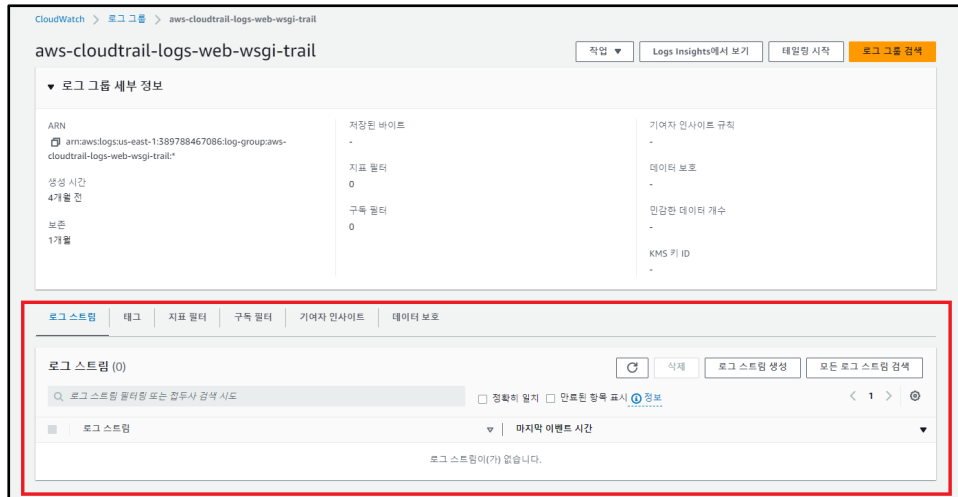 CloudWatch > 로그 그룹 > aws-cloudtrail-logs-web-wsgi-trail
aws-cloudtrail-logs-web-wsgi-trail
작업 ▼ Logs Insights에서 보기 테일링 시작 로그 그룹 검색
▼ 로그 그룹 세부 정보
ARN
arn:aws:logs:us-east-1:389788467086:log-group:aws-
cloudtrail-logs-web-wsgi-trail:*
생성 시간
4개월 전
보존
1개월
저장된 바이트
-
지표 필터
0
구독 필터
0
기여자 인사이트 규칙
-
데이터 보호
-
민감한 데이터 개수
-
KMS 키 ID
-
로그 스트림 태그 지표 필터 구독 필터 기여자 인사이트 데이터 보호
로그 스트림 (0)
삭제 로그 스트림 생성 모든 로그 스트림 검색
로그 스트림 필터링 또는 접두사 검색 시도
정확히 일치 만료된 항목 표시 정보
< 1 >
로그 스트림 마지막 이벤트 시간
로그 스트림이(가) 없습니다.